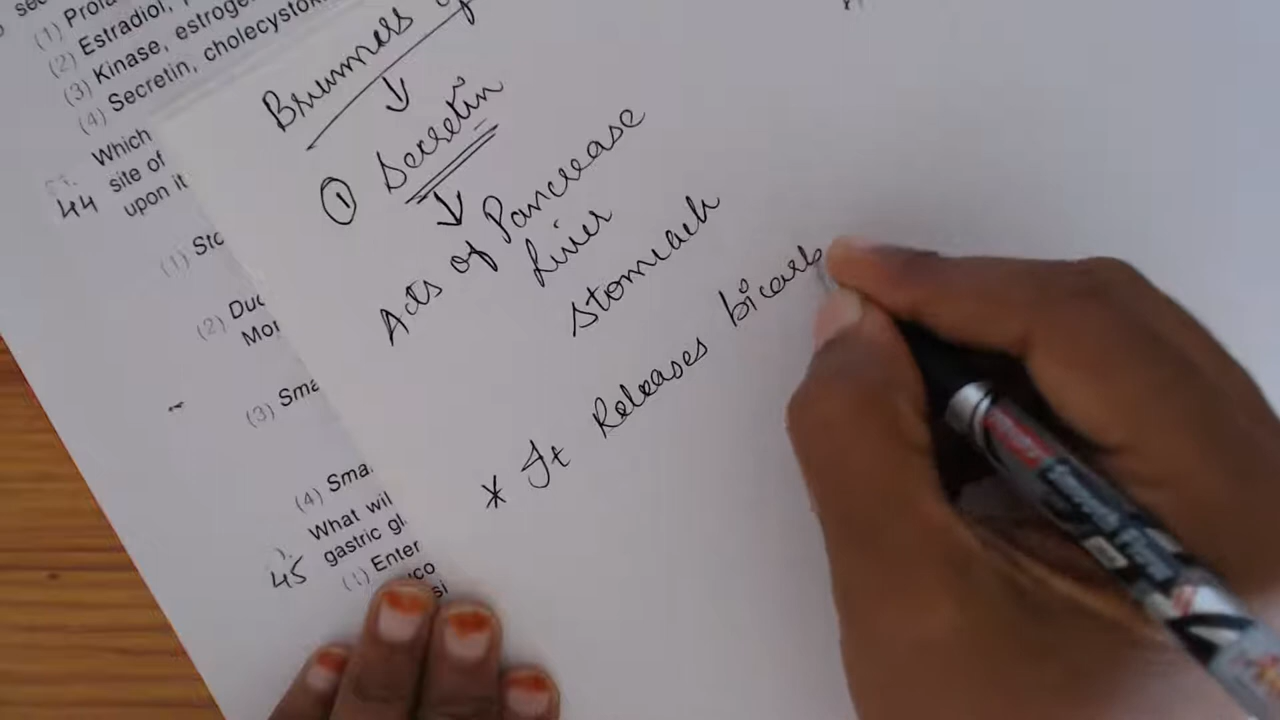 (1) Prola
(2) Estradiol,
(3) Kinase, estroge
(4) Secretin, cholecystok
Which
44 site of
upon it
(1) Sto
(2) Duo
Mo
(3) Sma
(4) Sma
What wil
45 gastric gl
(1) Enter
Brunners
↓
① Secretin
↓
Acts of Pancrease
Liver
Stomach
* It Releases bicarb